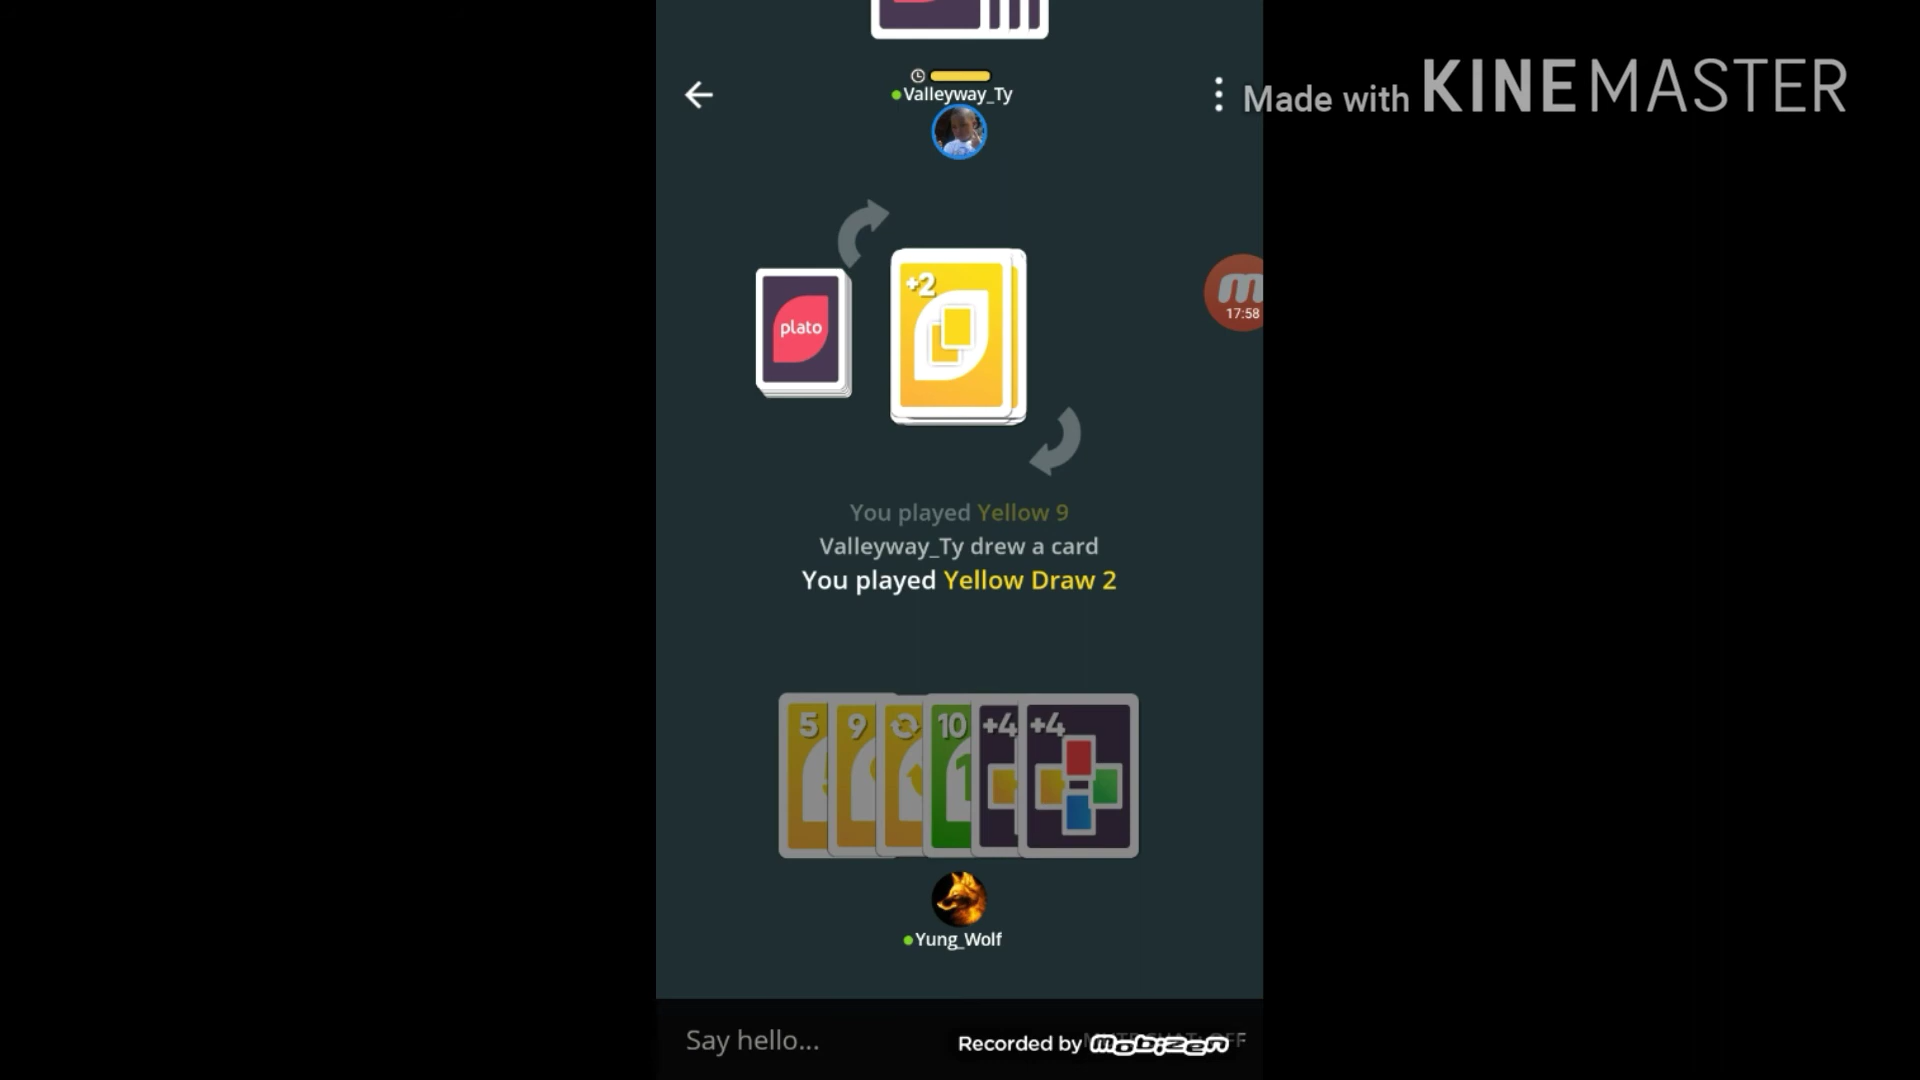 Valleyway_Ty
Made with KINEMASTER
+2
plato
17:58
You played Yellow 9
Valleyway_Ty drew a card
You played Yellow Draw 2
5 9 10 +4 +4
Yung_Wolf
Say hello...
Recorded by mobizen